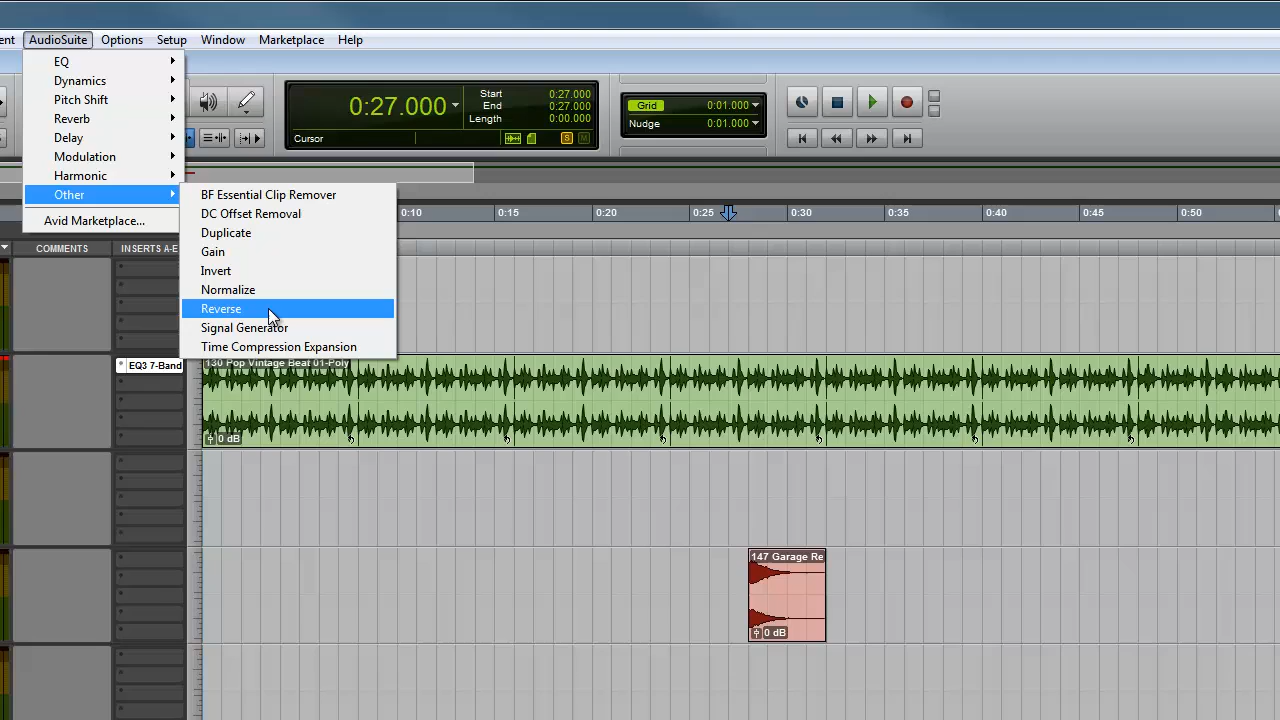 ent AudioSuite Options Setup Window Marketplace Help
EQ
Dynamics
Pitch Shift
Reverb
Delay
Modulation
Harmonic
Other
Avid Marketplace...
BF Essential Clip Remover
DC Offset Removal
Duplicate
Gain
Invert
Normalize
Reverse
Signal Generator
Time Compression Expansion
0:27.000
Start 0:27.000
End 0:27.000
Length 0:00.000
Cursor
S M
Grid 0:01.000
Nudge 0:01.000
0:10 0:15 0:20 0:25 0:30 0:35 0:40 0:45 0:50
COMMENTS INSERTS A-E
EQ3 7-Band
130 Pop Vintage Beat 01-Poly
0 dB
147 Garage Re
0 dB